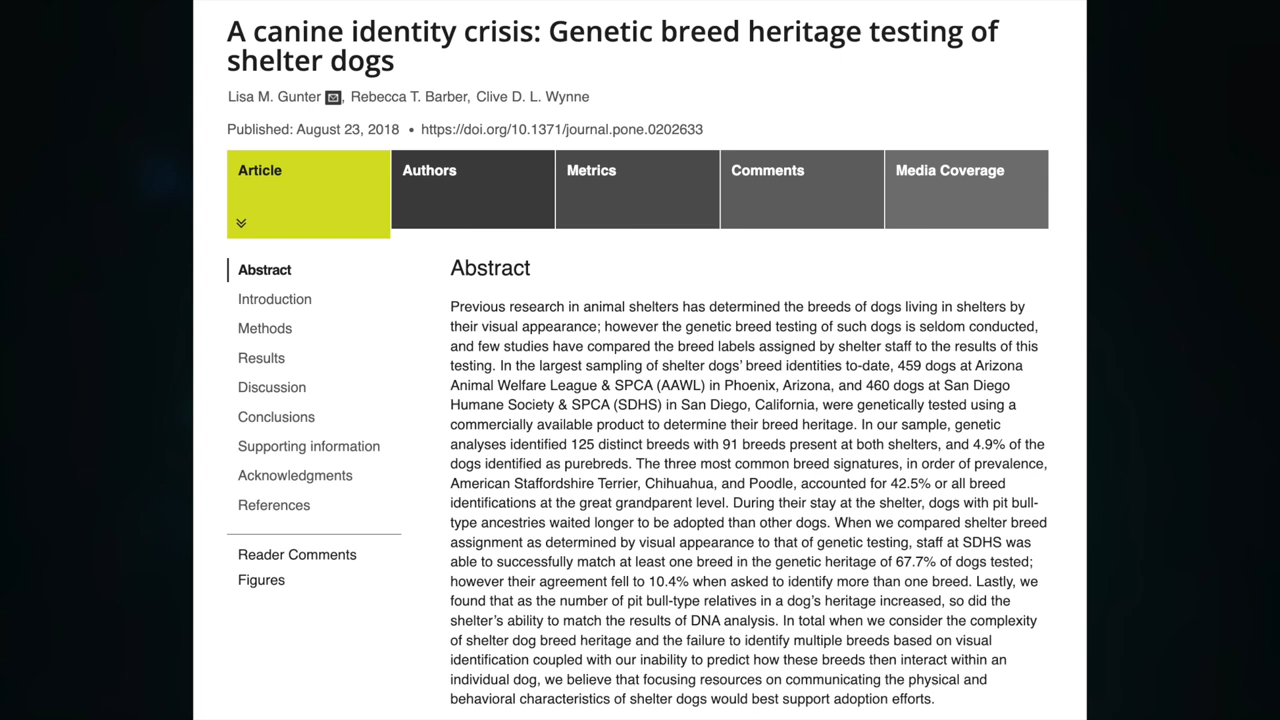 A canine identity crisis: Genetic breed heritage testing of
shelter dogs
Lisa M. Gunter , Rebecca T. Barber, Clive D. L. Wynne
Published: August 23, 2018 • https://doi.org/10.1371/journal.pone.0202633
Article
Authors
Metrics
Comments
Media Coverage
Abstract
Introduction
Methods
Results
Discussion
Conclusions
Supporting information
Acknowledgments
References
Reader Comments
Figures
Abstract
Previous research in animal shelters has determined the breeds of dogs living in shelters by
their visual appearance; however the genetic breed testing of such dogs is seldom conducted,
and few studies have compared the breed labels assigned by shelter staff to the results of this
testing. In the largest sampling of shelter dogs’ breed identities to-date, 459 dogs at Arizona
Animal Welfare League & SPCA (AAWL) in Phoenix, Arizona, and 460 dogs at San Diego
Humane Society & SPCA (SDHS) in San Diego, California, were genetically tested using a
commercially available product to determine their breed heritage. In our sample, genetic
analyses identified 125 distinct breeds with 91 breeds present at both shelters, and 4.9% of the
dogs identified as purebreds. The three most common breed signatures, in order of prevalence,
American Staffordshire Terrier, Chihuahua, and Poodle, accounted for 42.5% or all breed
identifications at the great grandparent level. During their stay at the shelter, dogs with pit bull-
type ancestries waited longer to be adopted than other dogs. When we compared shelter breed
assignment as determined by visual appearance to that of genetic testing, staff at SDHS was
able to successfully match at least one breed in the genetic heritage of 67.7% of dogs tested;
however their agreement fell to 10.4% when asked to identify more than one breed. Lastly, we
found that as the number of pit bull-type relatives in a dog’s heritage increased, so did the
shelter’s ability to match the results of DNA analysis. In total when we consider the complexity
of shelter dog breed heritage and the failure to identify multiple breeds based on visual
identification coupled with our inability to predict how these breeds then interact within an
individual dog, we believe that focusing resources on communicating the physical and
behavioral characteristics of shelter dogs would best support adoption efforts.